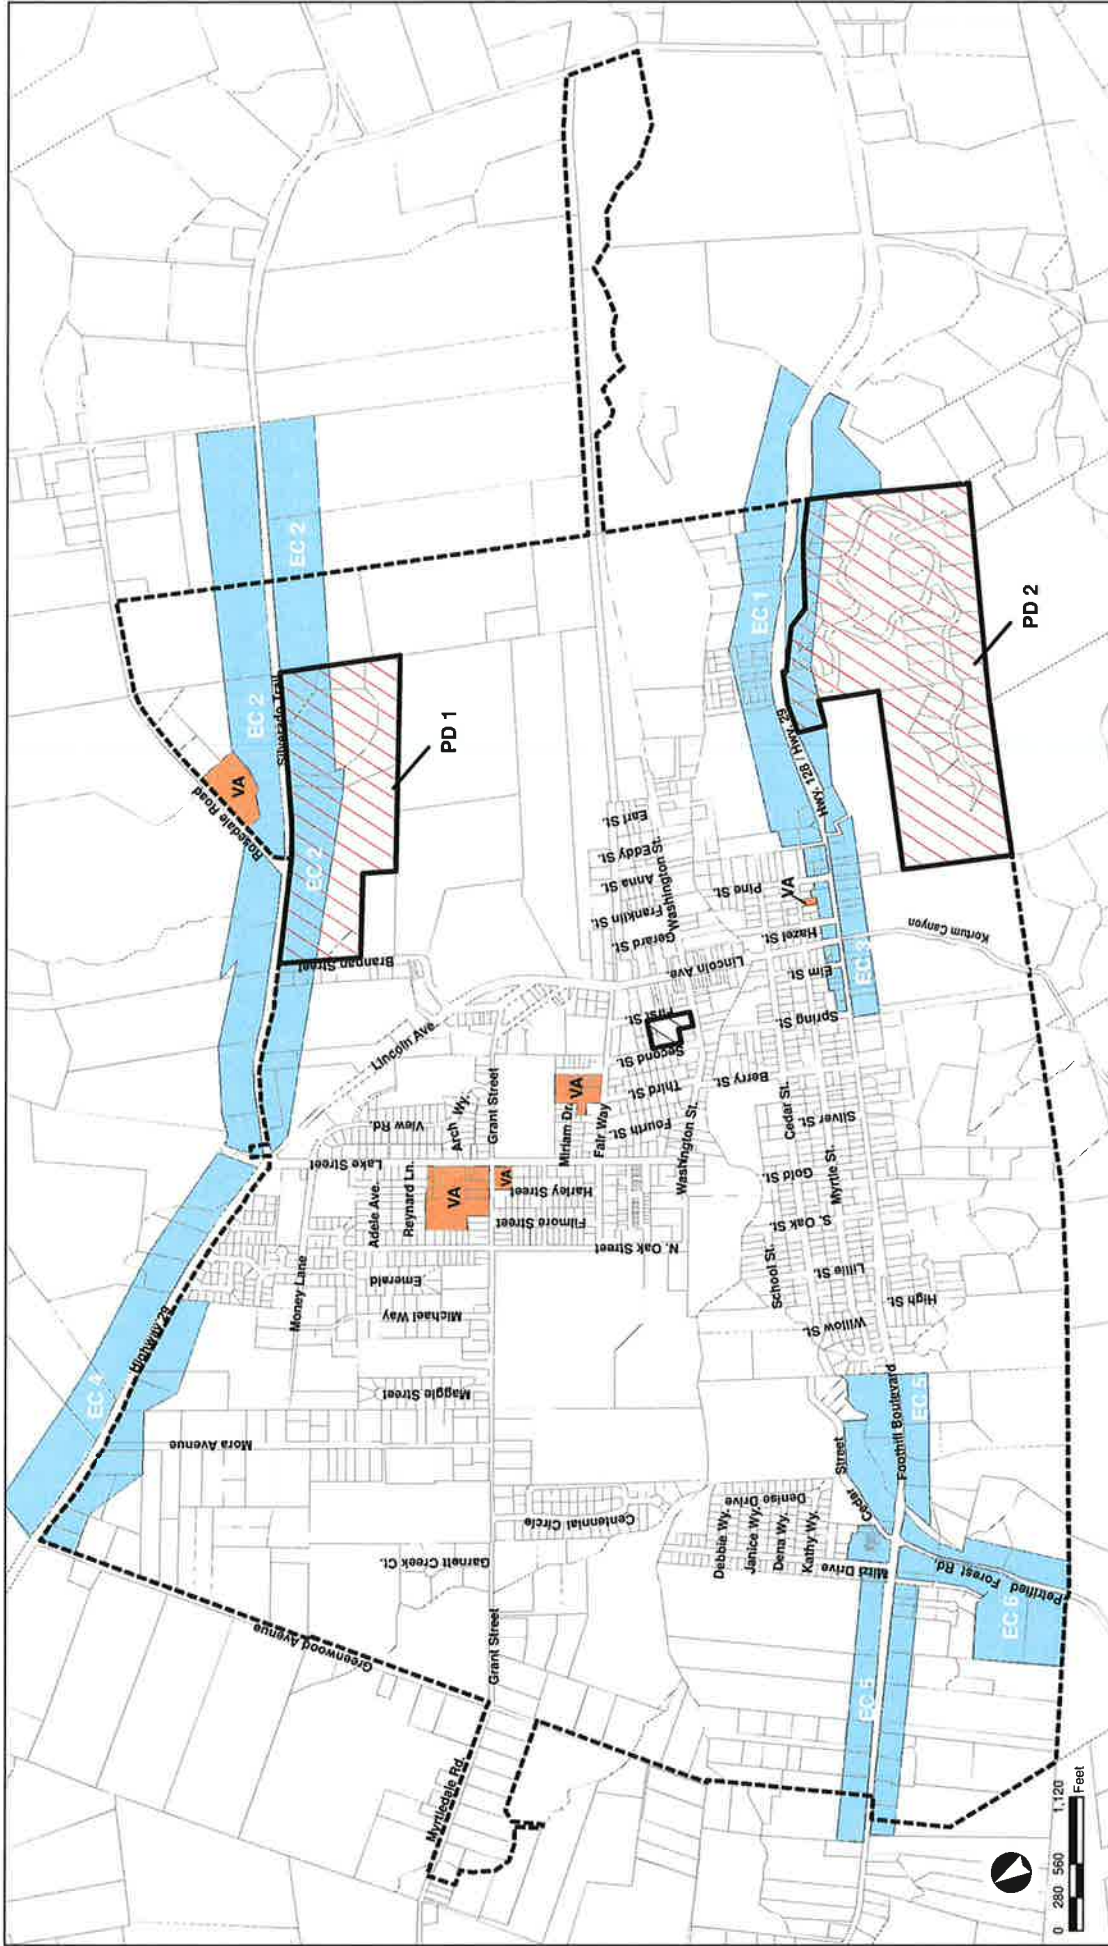 EC 2
EC 2
EC 2
EC 2
Silverado Trail
VA
Rosedale Road
PD 1
Brannan Street
Lincoln Ave
EC 1
Hwy. 128 / Hwy. 29
PD 2
Earl St.
Eddy St.
Anna St.
Franklin St.
Gerard St.
Washington St.
Pine St.
VA
Hazel St.
Lincoln Ave.
Elm St.
EC 3
Kortum Canyon
Spring St.
First St.
Second St.
Third St.
Fourth St.
Berry St.
Cedar St.
Silver St.
Washington St.
Gold St.
Myrtle St.
S. Oak St.
School St.
Lillie St.
High St.
Willow St.
View Rd.
Arch Wy.
Grant Street
VA
Miriam Dr.
Fair Way
Lake Street
Reynard Ln.
Adele Ave.
VA
VA
Harley Street
Filmore Street
N. Oak Street
Emerald
Money Lane
Michael Way
Maggie Street
Mora Avenue
Highway 29
EC 4
Centennial Circle
Garnett Creek Ct.
Grant Street
Greenwood Avenue
Myrtledale Rd.
Denise Drive
Debbie Wy.
Janice Wy.
Dena Wy.
Kathy Wy.
Mitzi Drive
Cedar
Street
Foothill Boulevard
EC 5
EC 5
Petrified Forest Rd.
EC 6
0 280 560 1,120
Feet